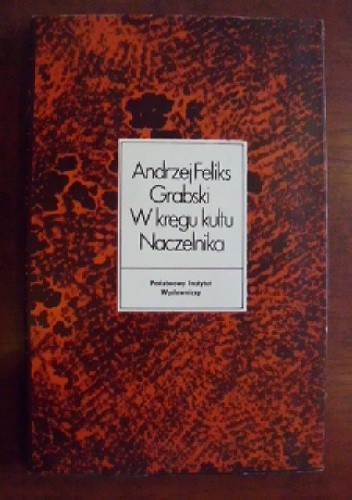 Andrzej Feliks
Grabski
W kręgu kultu
Naczelnika
Państwowy Instytut
Wydawniczy